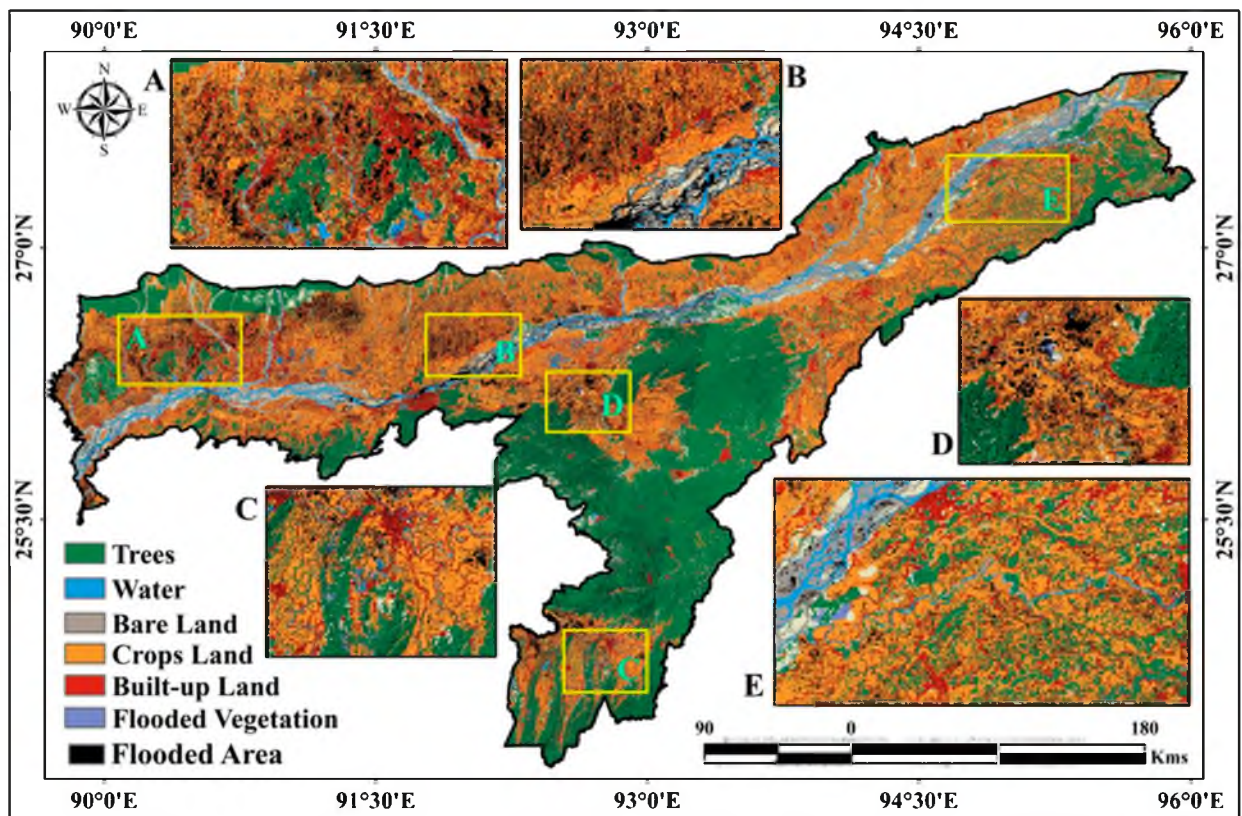 90°0'E 91°30'E 93°0'E 94°30'E 96°0'E
A
B
N
W E
S
E
27°0'N
27°0'N
A
B
D
D
C
25°30'N
25°30'N
Trees
Water
Bare Land
Crops Land
Built-up Land
Flooded Vegetation
Flooded Area
C
E
90 0 180
Kms
90°0'E 91°30'E 93°0'E 94°30'E 96°0'E